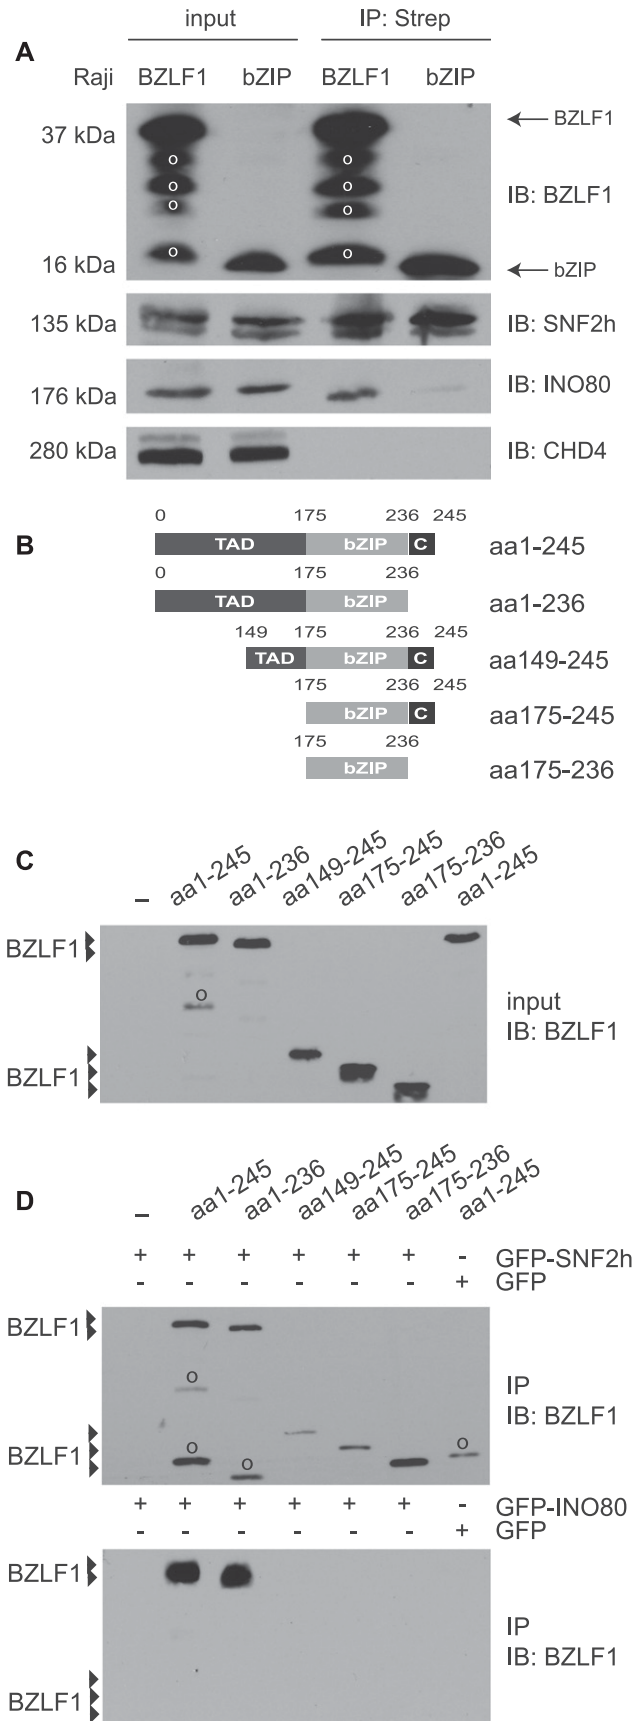 input IP: Strep
A
Raji BZLF1 bZIP BZLF1 bZIP
37 kDa BZLF1
o o
o o IB: BZLF1
o o
o o
16 kDa bZIP
135 kDa IB: SNF2h
176 kDa IB: INO80
280 kDa IB: CHD4
0 175 236 245
B TAD bZIP C aa1-245
0 175 236
TAD bZIP aa1-236
149 175 236 245
TAD bZIP C aa149-245
175 236 245
bZIP C aa175-245
175 236
bZIP aa175-236
C
– aa1-245 aa1-236 aa149-245 aa175-245 aa175-236 aa1-245
BZLF1
o input
IB: BZLF1
BZLF1
D
– aa1-245 aa1-236 aa149-245 aa175-245 aa175-236 aa1-245
+ + + + + + - GFP-SNF2h
- - - - - - + GFP
BZLF1
o IP
IB: BZLF1
BZLF1 o o o
+ + + + + + - GFP-INO80
- - - - - - + GFP
BZLF1
IP
IB: BZLF1
BZLF1